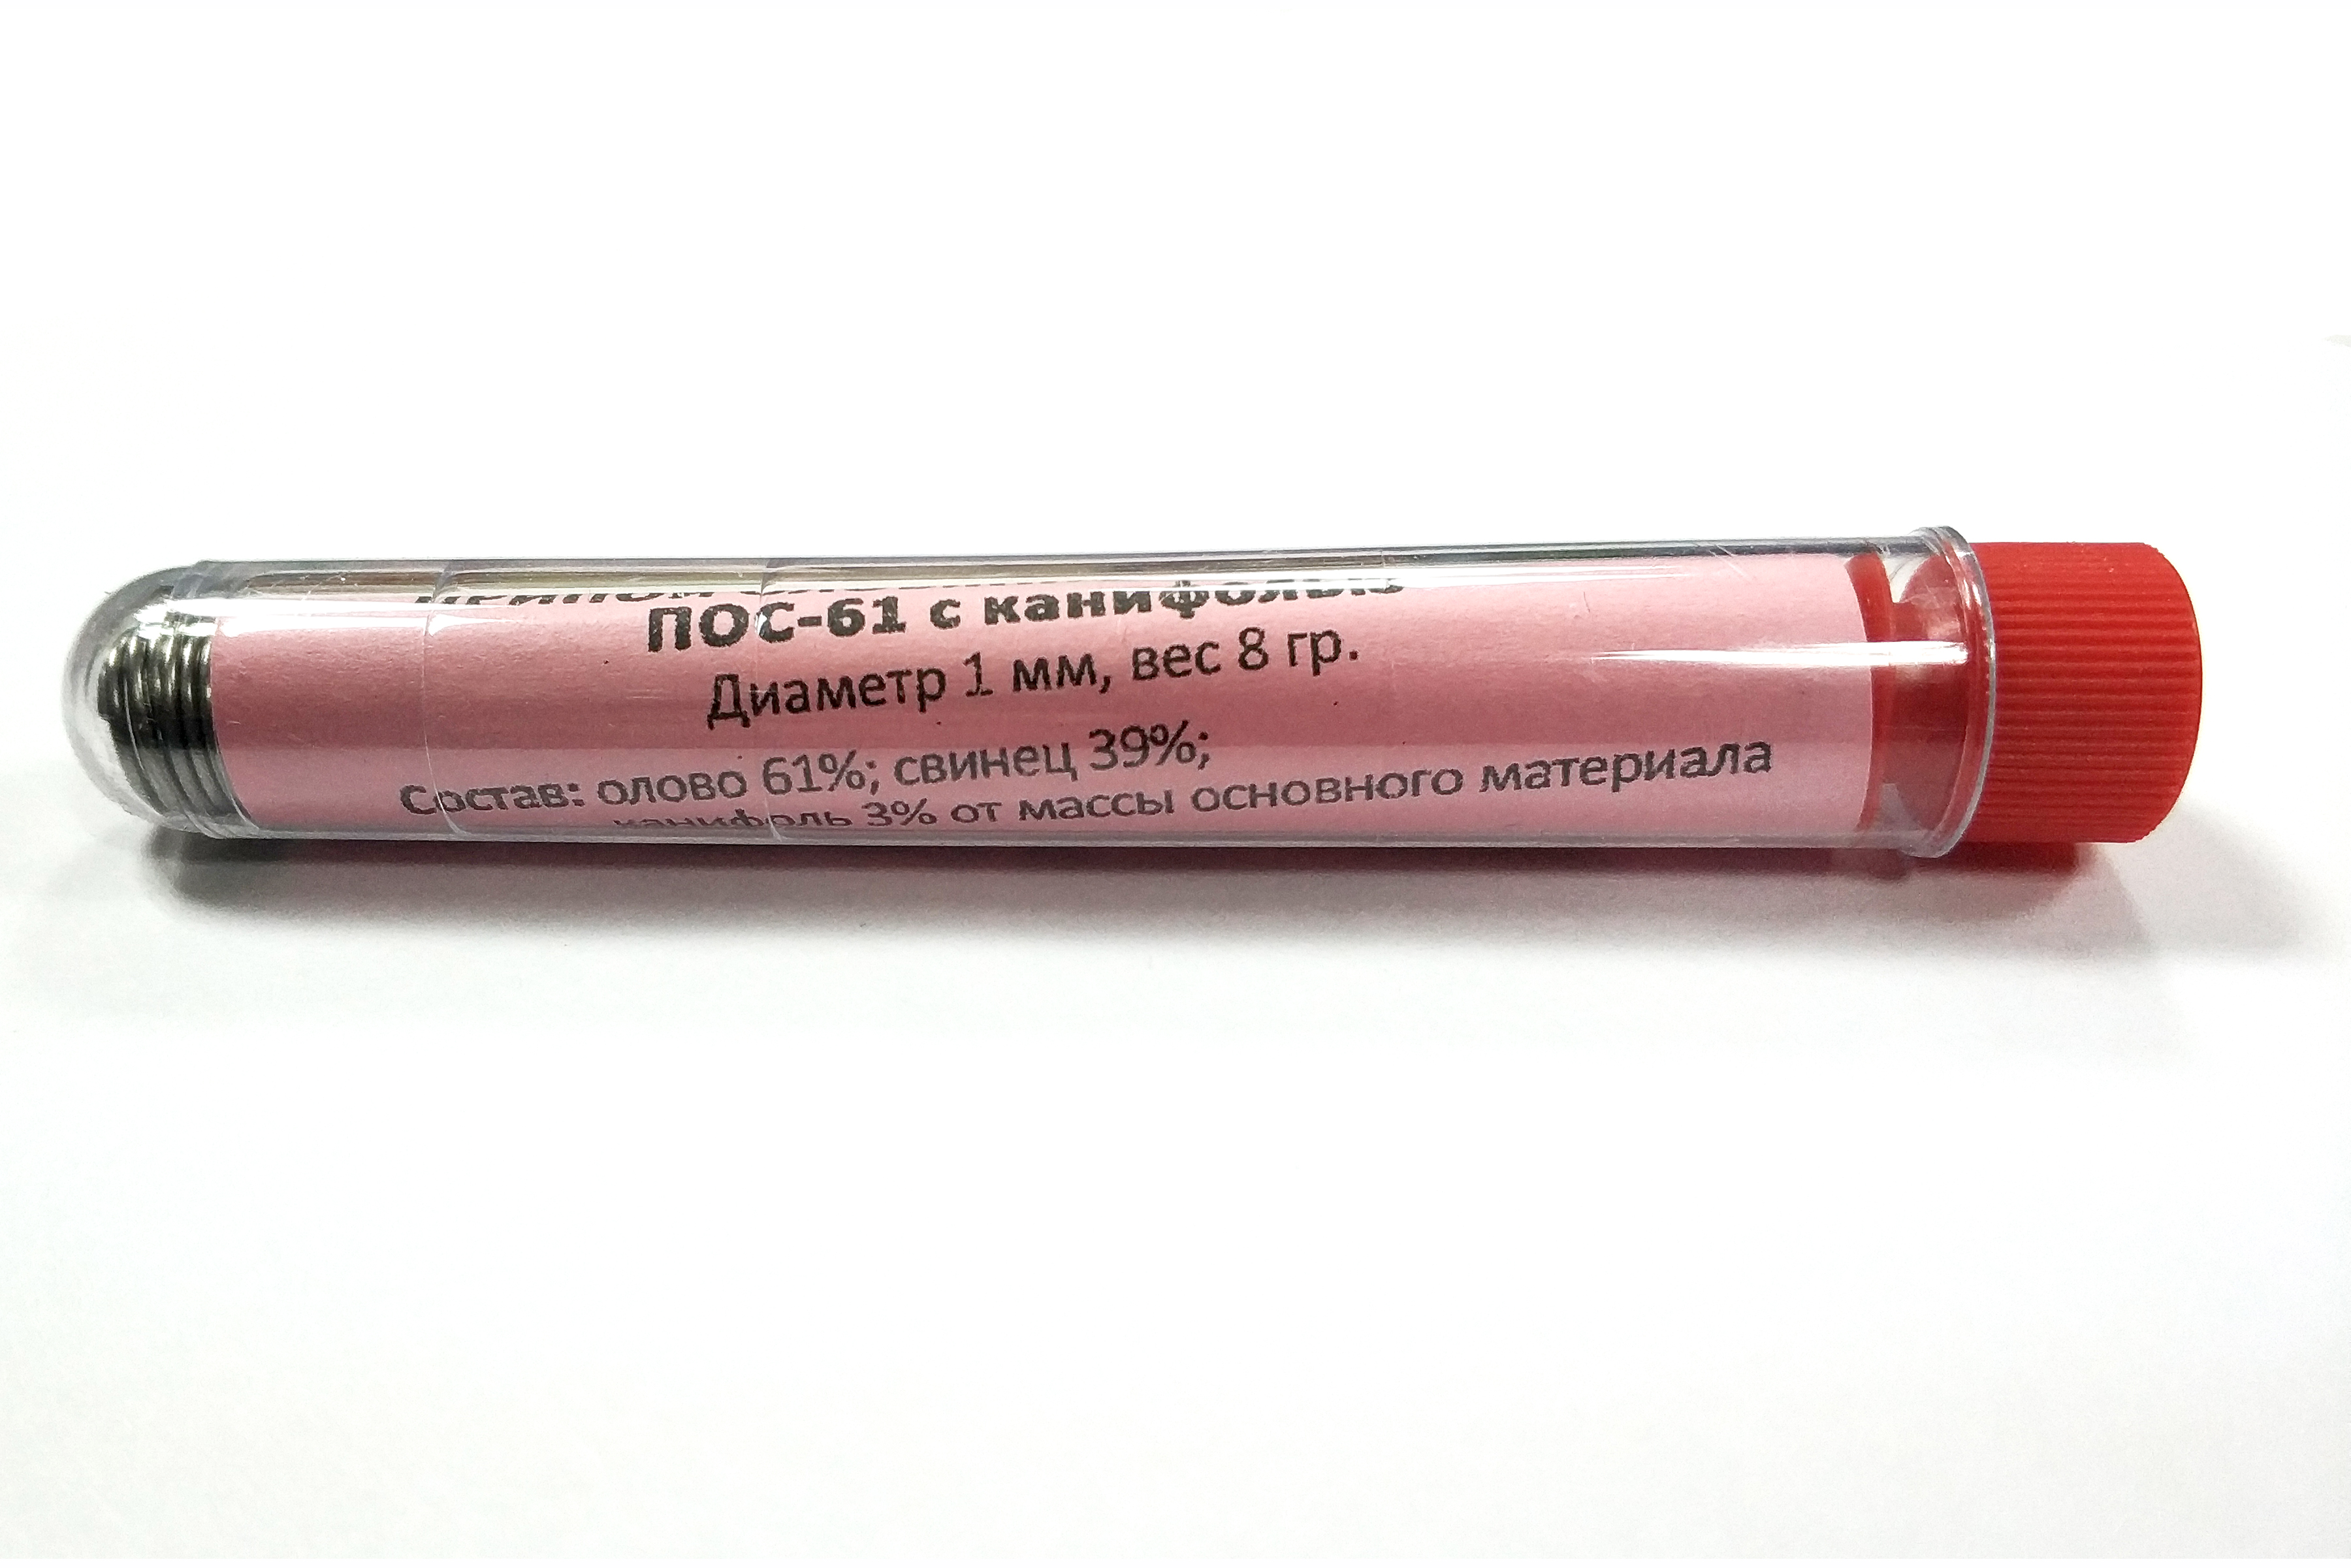 Припой
ПОС-61 с канифолью
Диаметр 1 мм, вес 8 гр.
Состав: олово 61%; свинец 39%;
канифоль 3% от массы основного материала